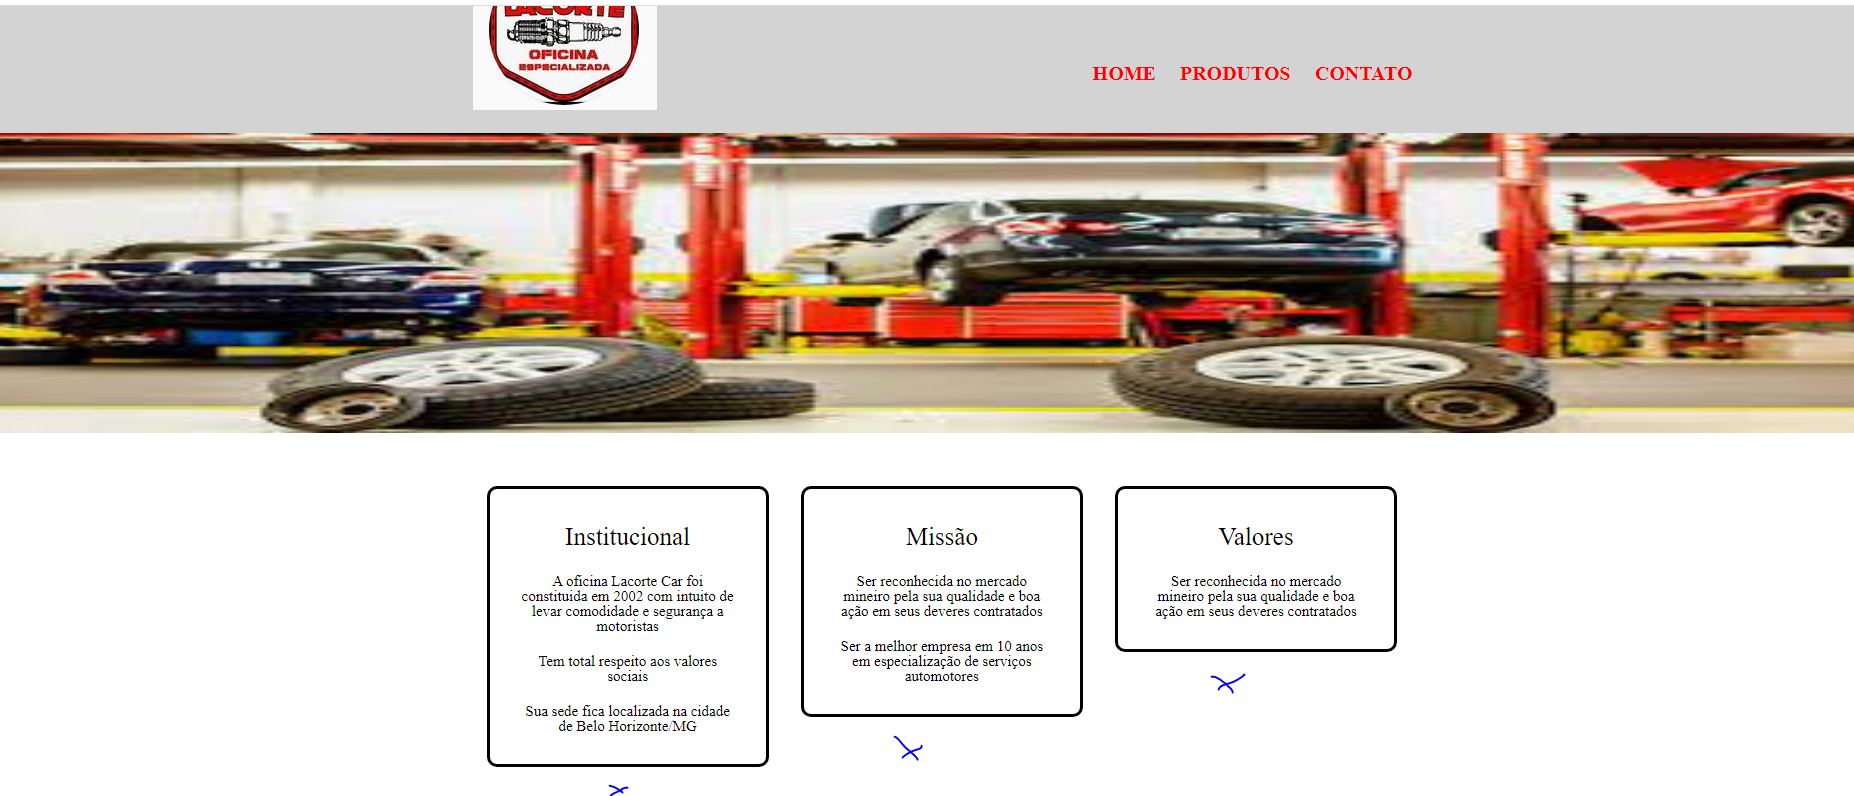 LACORTE
OFICINA
ESPECIALIZADA
HOME PRODUTOS CONTATO
Institucional
A oficina Lacorte Car foi
constituida em 2002 com intuito de
levar comodidade e segurança a
motoristas
Tem total respeito aos valores
sociais
Sua sede fica localizada na cidade
de Belo Horizonte/MG
Missão
Ser reconhecida no mercado
mineiro pela sua qualidade e boa
ação em seus deveres contratados
Ser a melhor empresa em 10 anos
em especialização de serviços
automotores
Valores
Ser reconhecida no mercado
mineiro pela sua qualidade e boa
ação em seus deveres contratados